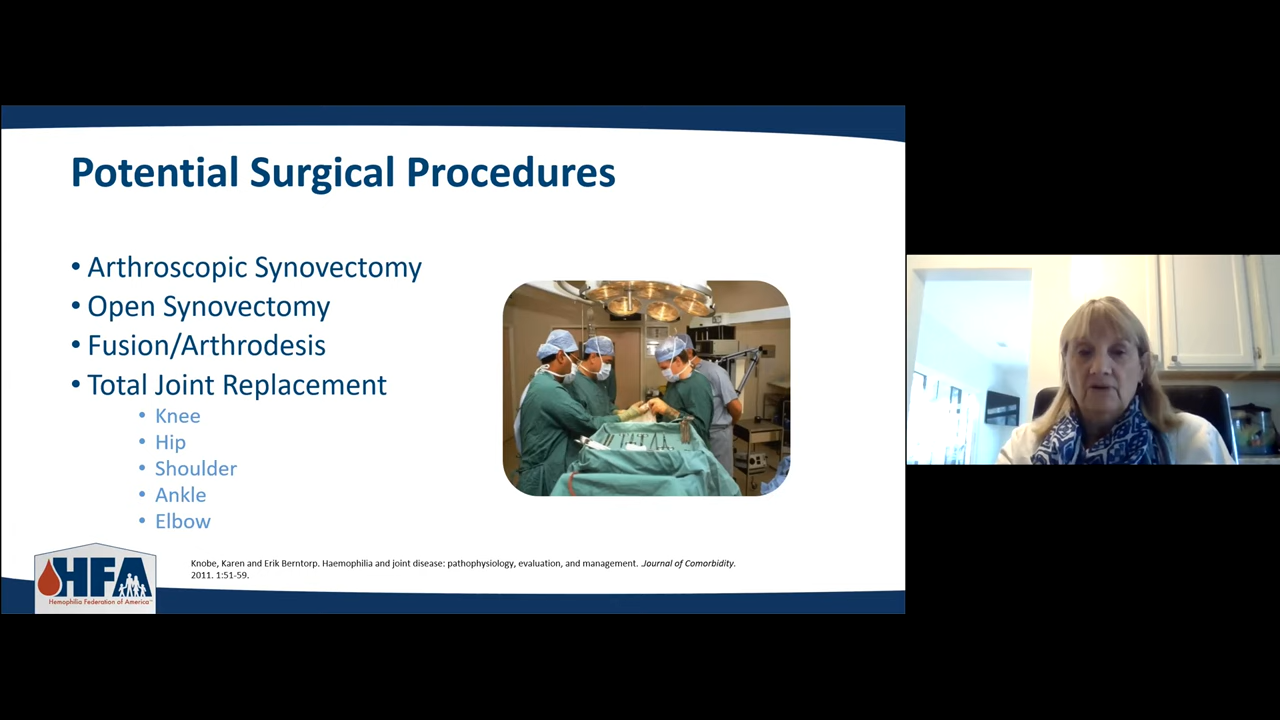 Potential Surgical Procedures
• Arthroscopic Synovectomy
• Open Synovectomy
• Fusion/Arthrodesis
• Total Joint Replacement
• Knee
• Hip
• Shoulder
• Ankle
• Elbow
Knobe, Karen and Erik Berntorp. Haemophilia and joint disease: pathophysiology, evaluation, and management. Journal of Comorbidity.
2011. 1:51-59.
HFA
Hemophilia Federation of America™